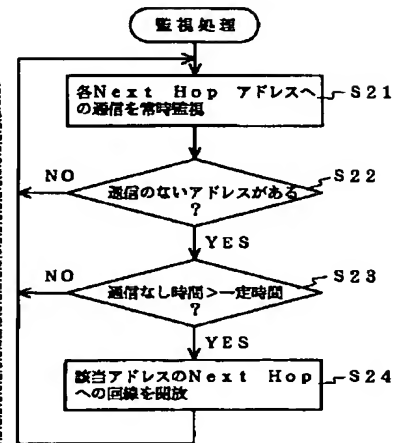 監視処理
各Next Hop アドレスへ
の通信を常時監視
S21
通信のないアドレスがある
?
S22
NO
YES
通信なし時間>一定時間
?
S23
NO
YES
該当アドレスのNext Hop
への回線を開放
S24